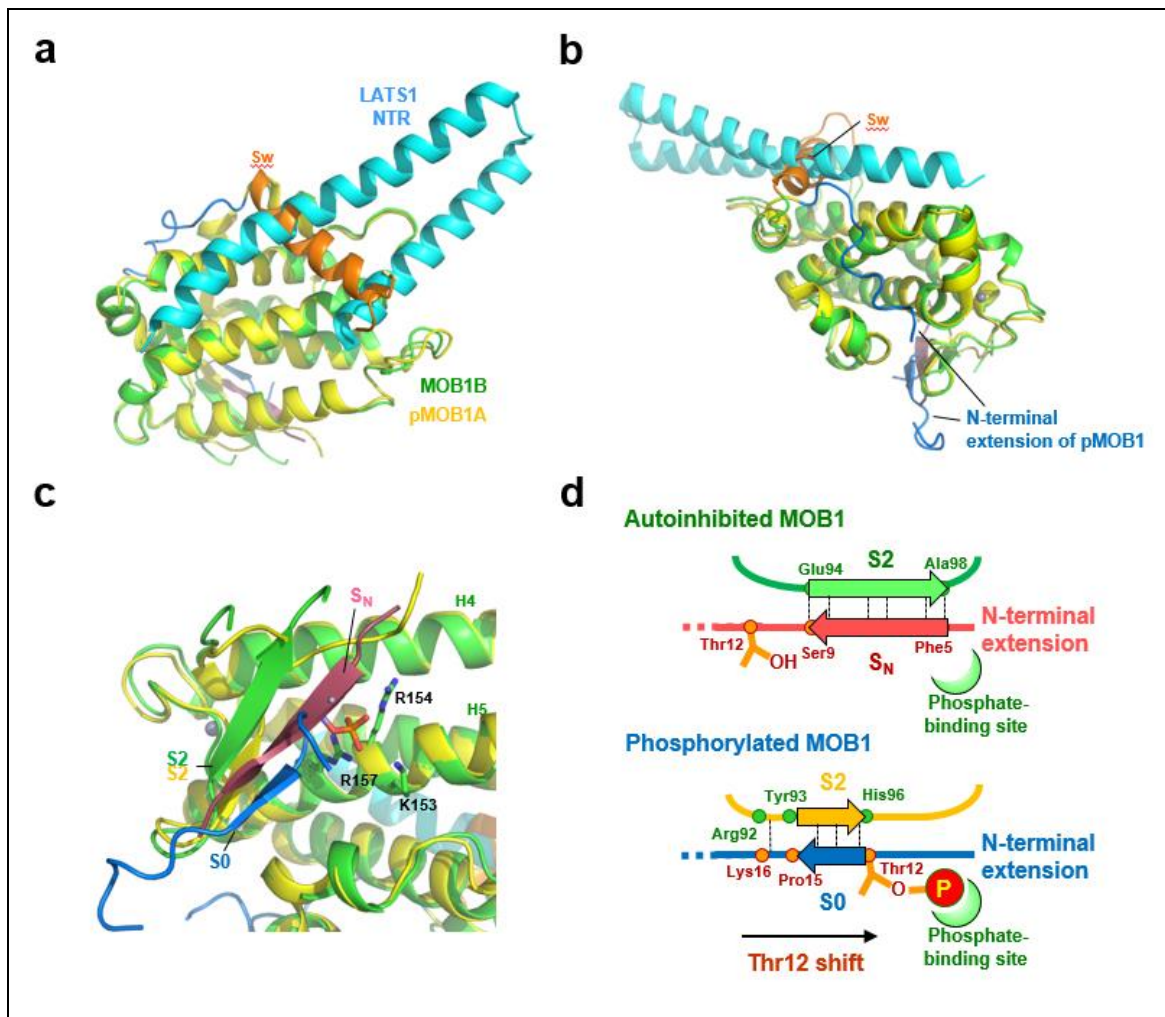 a
LATS1
NTR
Sw
MOB1B
pMOB1A
b
Sw
N-terminal
extension of pMOB1
c
SN
H4
R154
H5
S2
S2
R157
K153
S0
d
Autoinhibited MOB1
S2
Glu94
Ala98
N-terminal
extension
Thr12
OH
Ser9
SN
Phe5
Phosphate-
binding site
Phosphorylated MOB1
S2
Tyr93
His96
Arg92
N-terminal
extension
Lys16
Pro15
Thr12
O
P
S0
Phosphate-
binding site
Thr12 shift